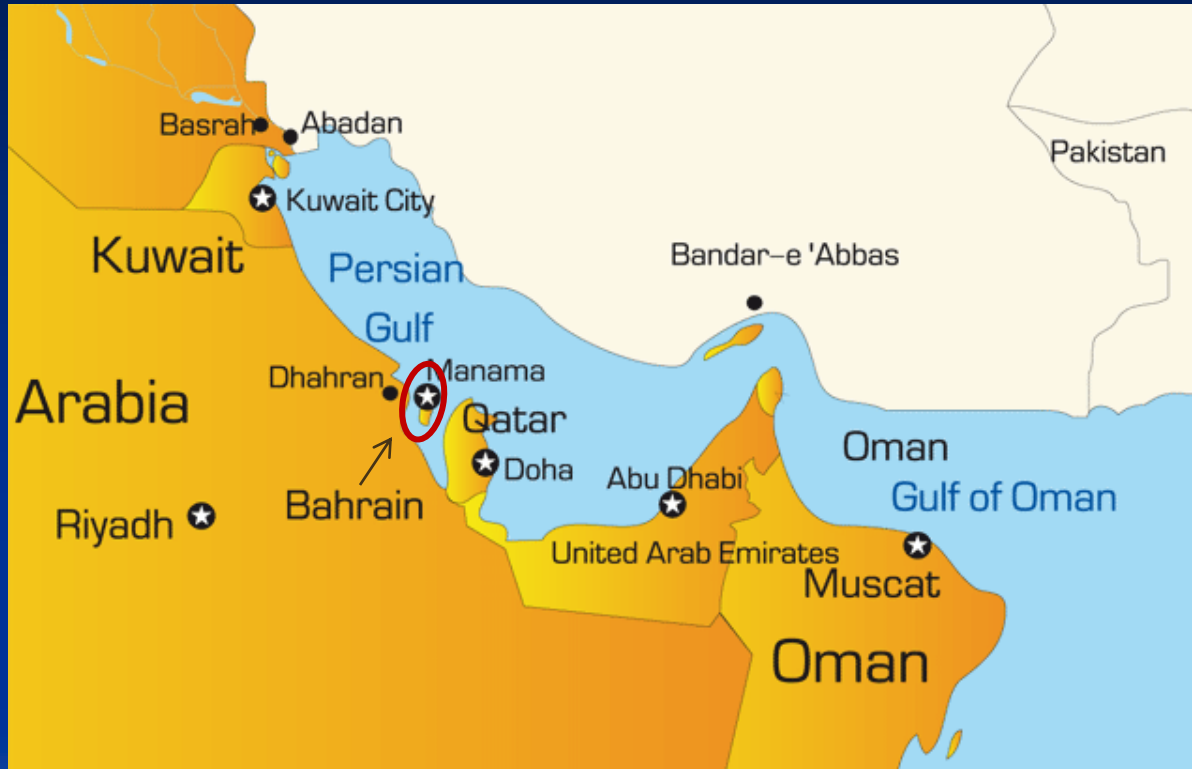 Basrah
Abadan
Pakistan
Kuwait City
Kuwait
Bandar-e 'Abbas
Persian
Gulf
Manama
Dhahran
Arabia
Qatar
Oman
Doha
Abu Dhabi
Gulf of Oman
Bahrain
Riyadh
United Arab Emirates
Muscat
Oman